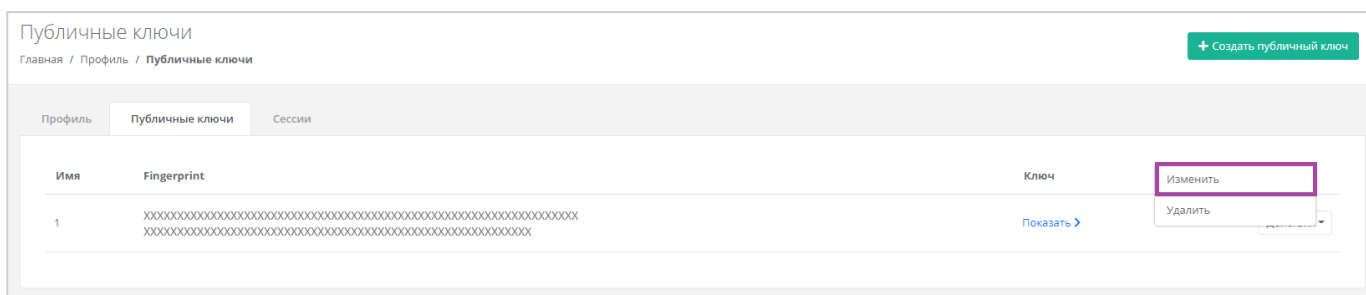 Публичные ключи
+ Создать публичный ключ
Главная / Профиль / Публичные ключи
Профиль Публичные ключи Сессии
Имя Fingerprint Ключ
Изменить
Удалить
1 XXXXXXXXXXXXXXXXXXXXXXXXXXXXXXXXXXXXXXXXXXXXXXXXXXXXXXXXXXXXXXXXX Показать
XXXXXXXXXXXXXXXXXXXXXXXXXXXXXXXXXXXXXXXXXXXXXXXXXXXXXXXXXX